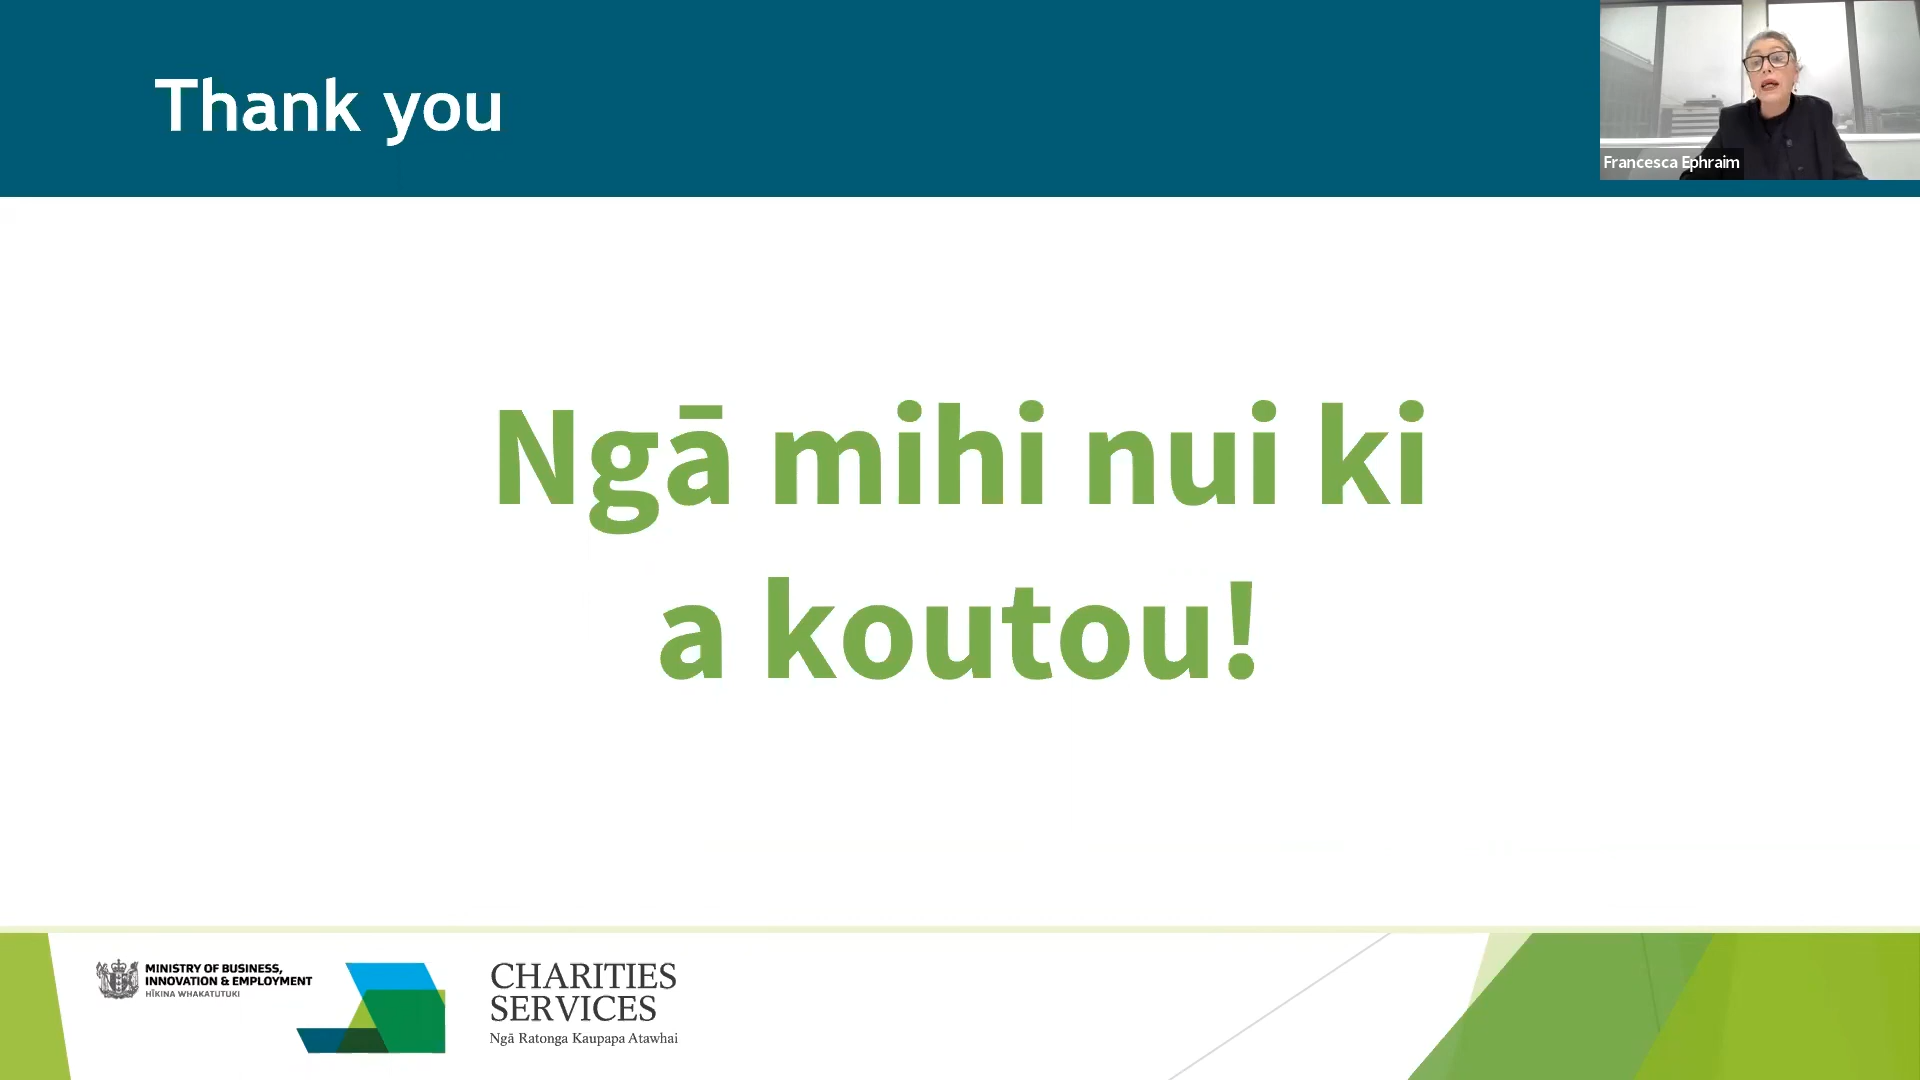 Thank you
Francesca Ephraim
Ngā mihi nui ki
a koutou!
MINISTRY OF BUSINESS,
INNOVATION & EMPLOYMENT
HĪKINA WHAKATUTUKI
CHARITIES
SERVICES
Ngā Ratonga Kaupapa Atawhai